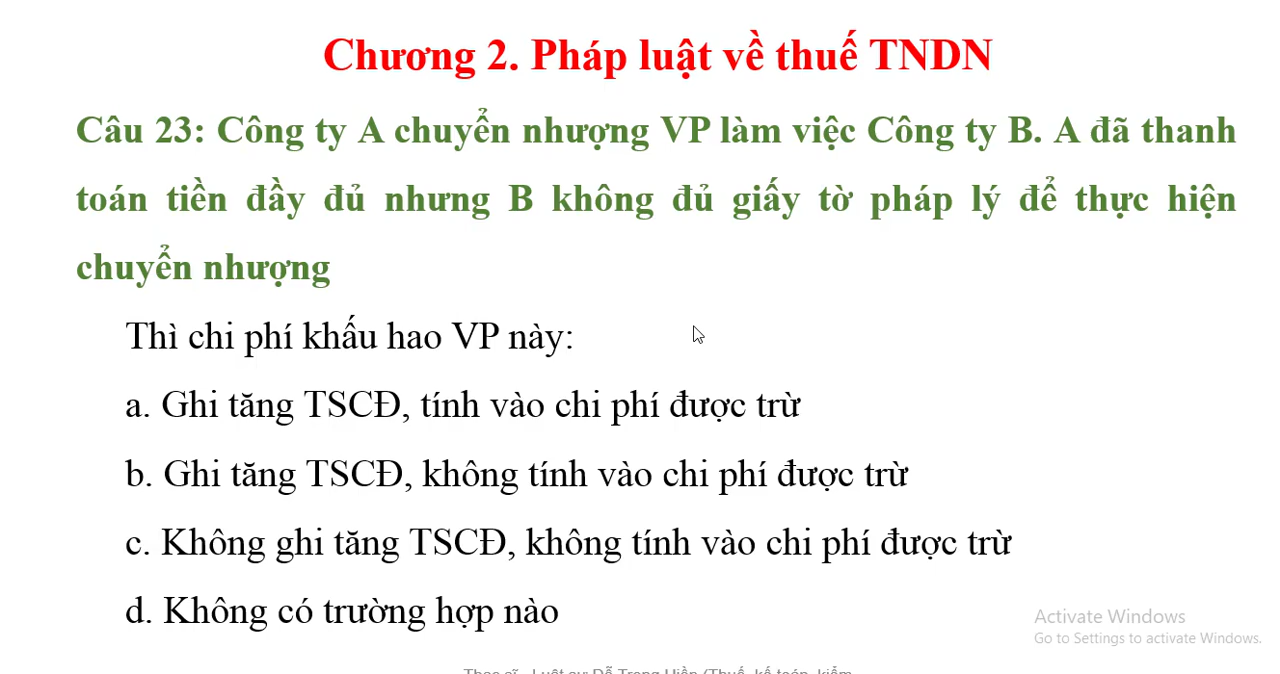 Chương 2. Pháp luật về thuế TNDN
Câu 23: Công ty A chuyển nhượng VP làm việc Công ty B. A đã thanh
toán tiền đầy đủ nhưng B không đủ giấy tờ pháp lý để thực hiện
chuyển nhượng
Thì chi phí khấu hao VP này:
a. Ghi tăng TSCĐ, tính vào chi phí được trừ
b. Ghi tăng TSCĐ, không tính vào chi phí được trừ
c. Không ghi tăng TSCĐ, không tính vào chi phí được trừ
d. Không có trường hợp nào
Activate Windows
Go to Settings to activate Windows.